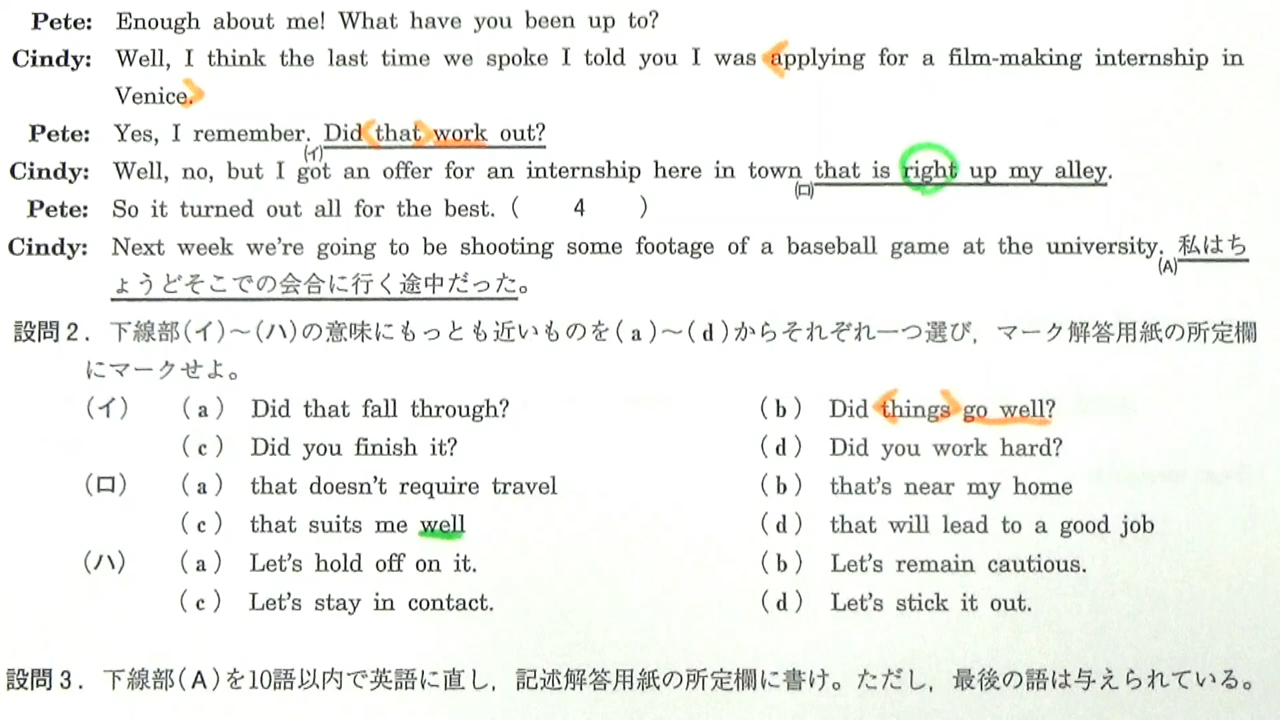 Pete: Enough about me! What have you been up to?
Cindy: Well, I think the last time we spoke I told you I was applying for a film-making internship in
Venice.
Pete: Yes, I remember. Did that work out?
(イ)
Cindy: Well, no, but I got an offer for an internship here in town that is right up my alley.
(ロ)
Pete: So it turned out all for the best. ( 4 )
Cindy: Next week we're going to be shooting some footage of a baseball game at the university. 私はち
(A)
ょうどそこでの会合に行く途中だった。
設問2. 下線部(イ)~(ハ)の意味にもっとも近いものを(a)~(d)からそれぞれ一つ選び,マーク解答用紙の所定欄
にマークせよ。
(イ) (a) Did that fall through? (b) Did things go well?
(c) Did you finish it? (d) Did you work hard?
(ロ) (a) that doesn't require travel (b) that's near my home
(c) that suits me well (d) that will lead to a good job
(ハ) (a) Let's hold off on it. (b) Let's remain cautious.
(c) Let's stay in contact. (d) Let's stick it out.
設問3. 下線部(A)を10語以内で英語に直し,記述解答用紙の所定欄に書け。ただし,最後の語は与えられている。